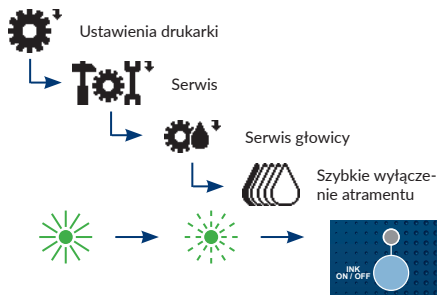 Ustawienia drukarki
Serwis
Serwis głowicy
Szybkie wyłącze-
nie atramentu
INK
ON / OFF